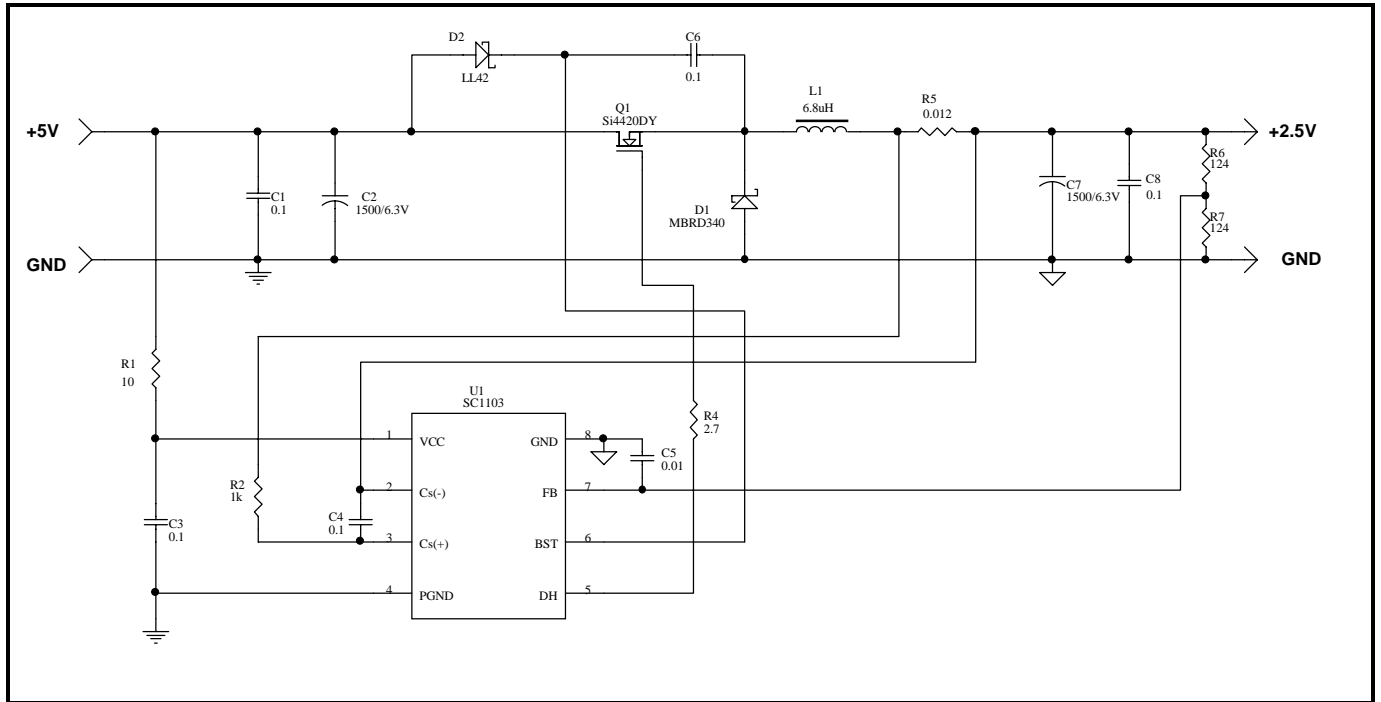 D2
LL42
C6
0.1
Q1
Si4420DY
L1
6.8uH
R5
0.012
+5V
+2.5V
C1
0.1
C2
1500/6.3V
D1
MBRD340
C7
1500/6.3V
C8
0.1
R6
124
R7
124
GND
GND
R1
10
U1
SC1103
R4
2.7
1
VCC
GND
8
C5
0.01
R2
1k
2
Cs(-)
FB
7
C3
0.1
C4
0.1
3
Cs(+)
BST
6
4
PGND
DH
5